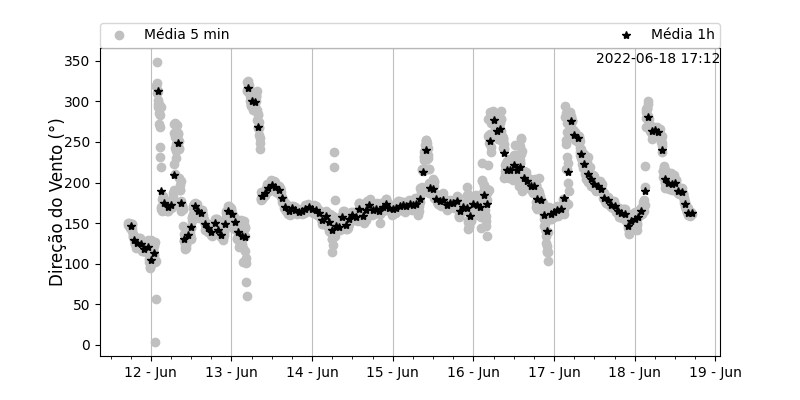 Média 5 min
Média 1h
2022-06-18 17:12
Direção do Vento (°)
350
300
250
200
150
100
50
0
12 - Jun
13 - Jun
14 - Jun
15 - Jun
16 - Jun
17 - Jun
18 - Jun
19 - Jun